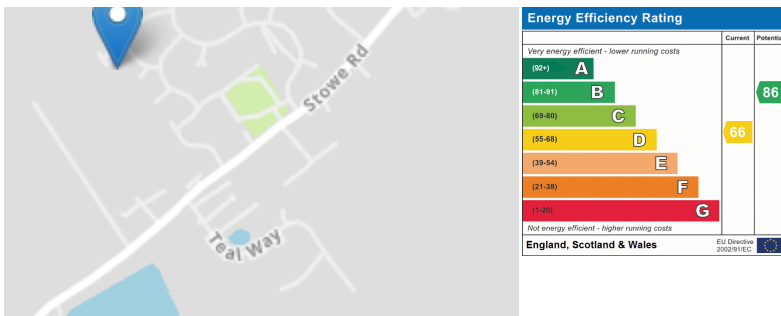 Stowe Rd
Teal Way
Energy Efficiency Rating
Current Potentia
Very energy efficient - lower running costs
(92+) A
(81-91) B
86
(69-80) C
(55-68) D
66
(39-54) E
(21-38) F
(1-20) G
Not energy efficient - higher running costs
England, Scotland & Wales
EU Directive
2002/91/EC